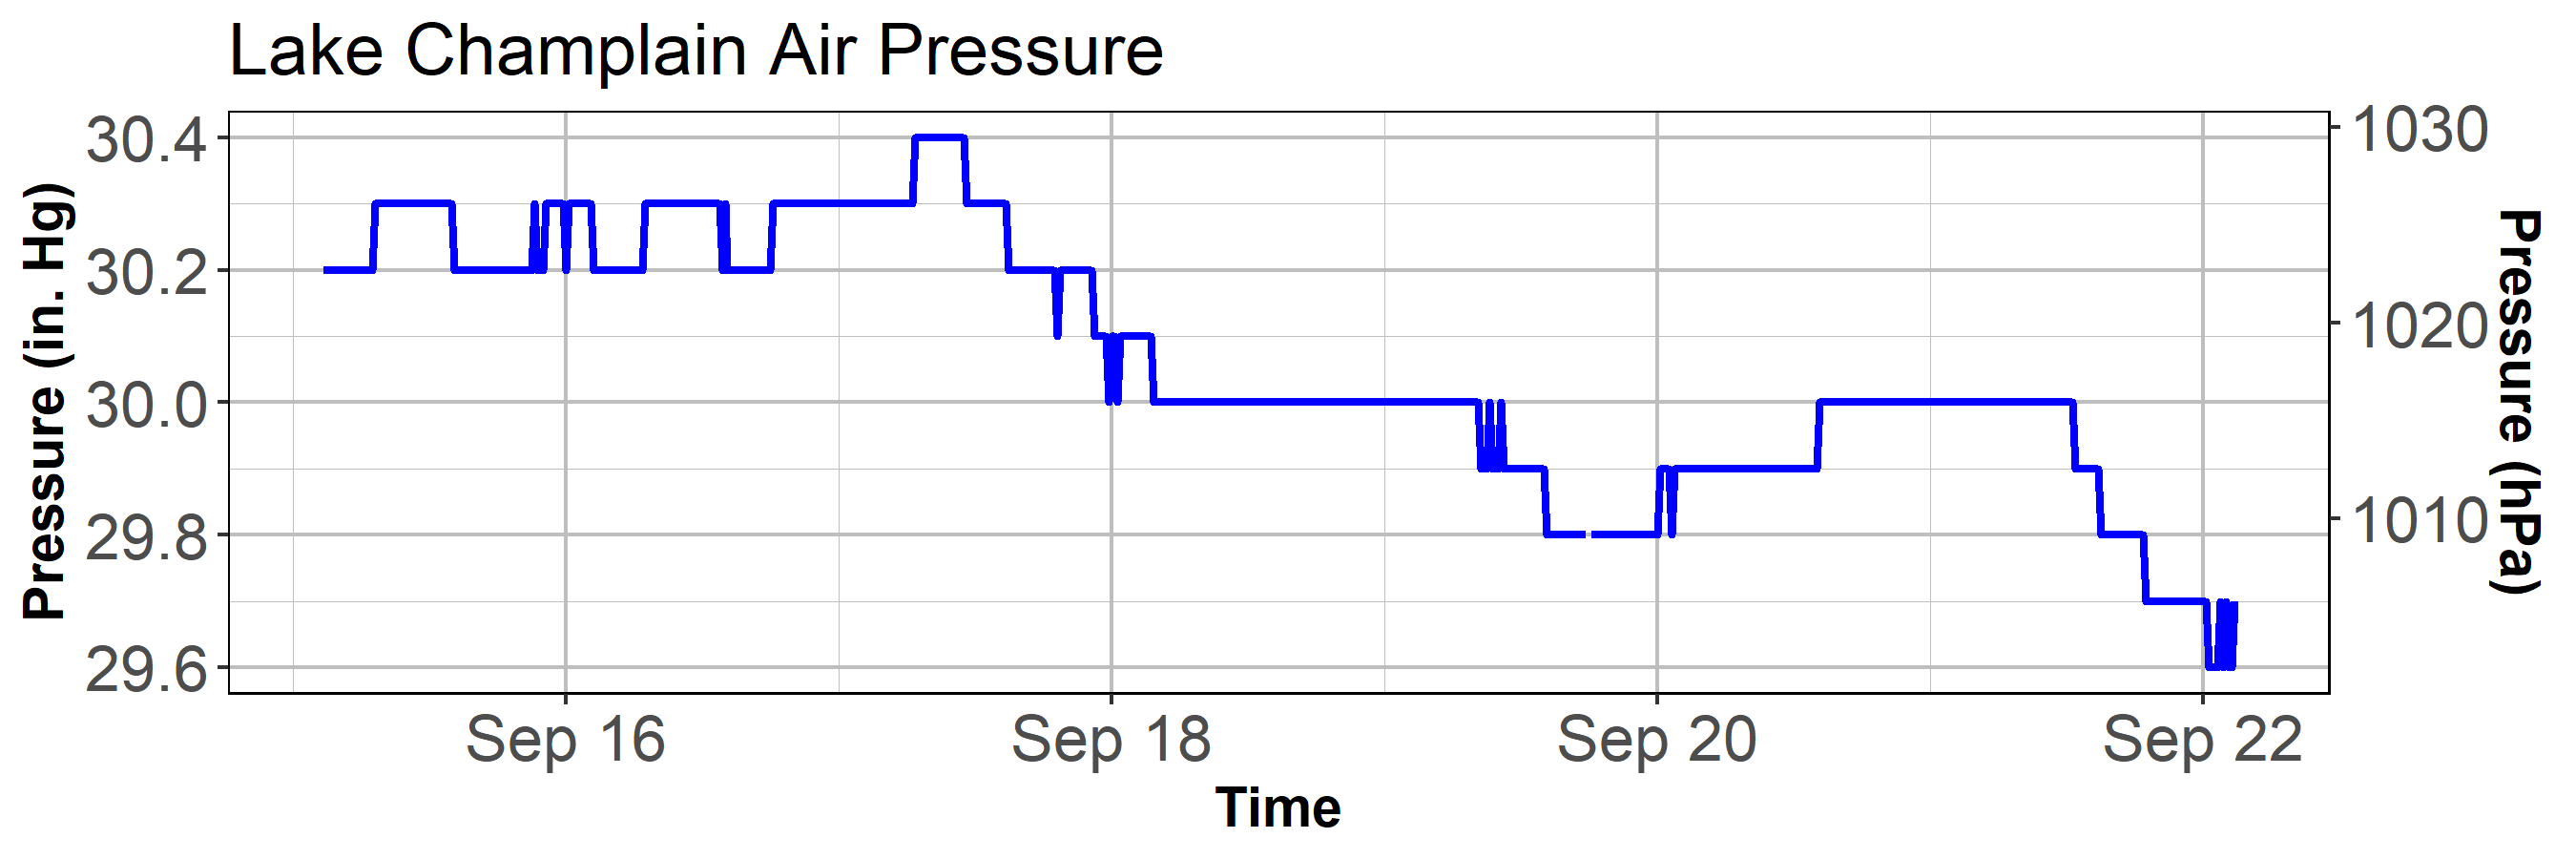 Lake Champlain Air Pressure
Pressure (in. Hg)
30.4
30.2
30.0
29.8
29.6
1030
1020
1010
Pressure (hPa)
Sep 16
Sep 18
Sep 20
Sep 22
Time